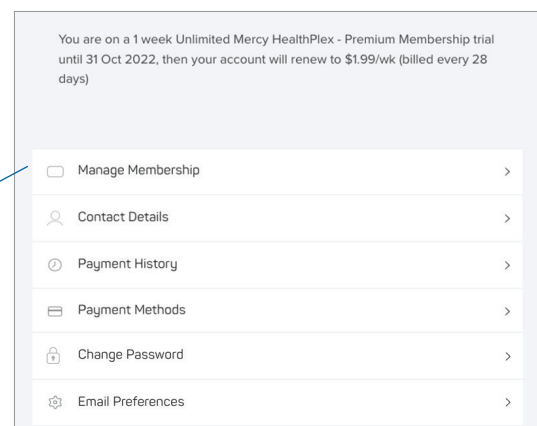 You are on a 1 week Unlimited Mercy HealthPlex - Premium Membership trial
until 31 Oct 2022, then your account will renew to $1.99/wk (billed every 28
days)
Manage Membership
Contact Details
Payment History
Payment Methods
Change Password
Email Preferences